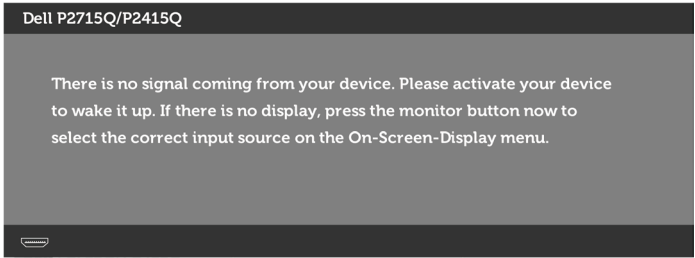 Dell P2715Q/P2415Q
There is no signal coming from your device. Please activate your device
to wake it up. If there is no display, press the monitor button now to
select the correct input source on the On-Screen-Display menu.